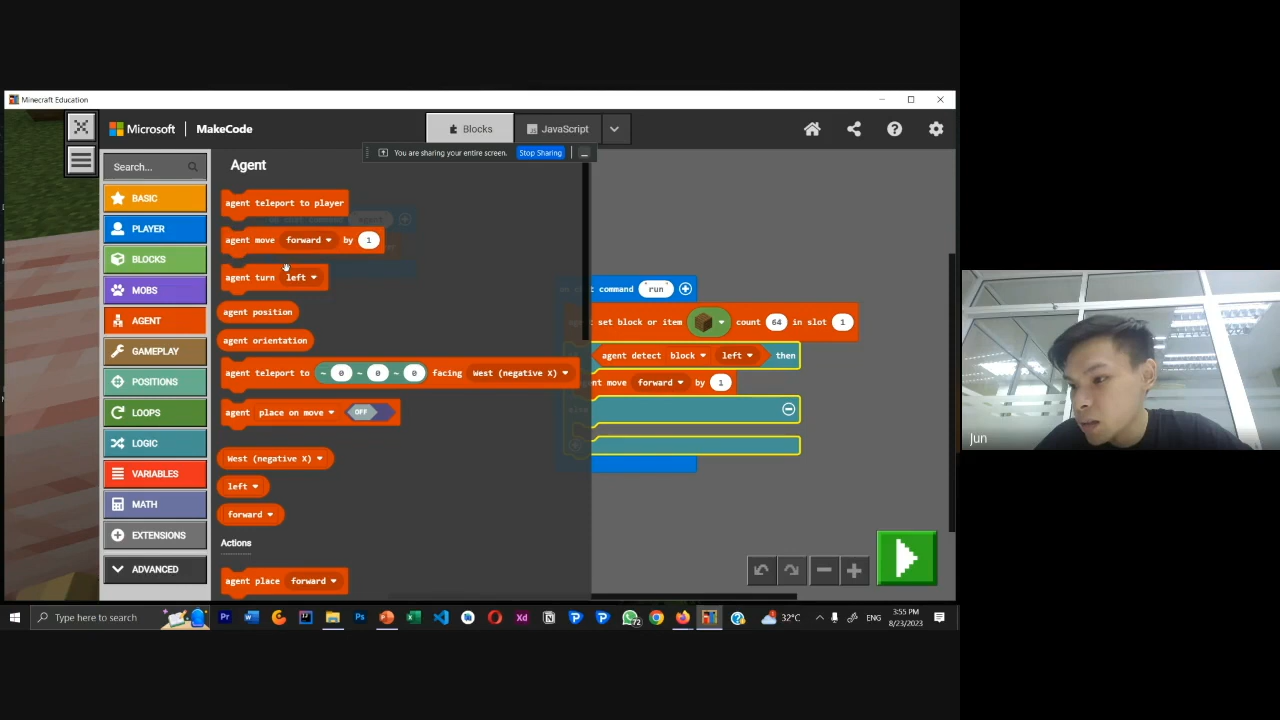 Minecraft Education
Microsoft | MakeCode
Blocks
JavaScript
You are sharing your entire screen.
Stop Sharing
Search...
BASIC
PLAYER
BLOCKS
MOBS
AGENT
GAMEPLAY
POSITIONS
LOOPS
LOGIC
VARIABLES
MATH
EXTENSIONS
ADVANCED
Agent
agent teleport to player
agent move forward by 1
agent turn left
agent position
agent orientation
agent teleport to ~ 0 ~ 0 ~ 0 facing West (negative X)
agent place on move OFF
West (negative X)
left
forward
Actions
agent place forward
on chat command "run"
set block or item count 64 in slot 1
agent detect block left then
move forward by 1
Jun
Type here to search
72
32°C
ENG
3:55 PM
8/23/2023